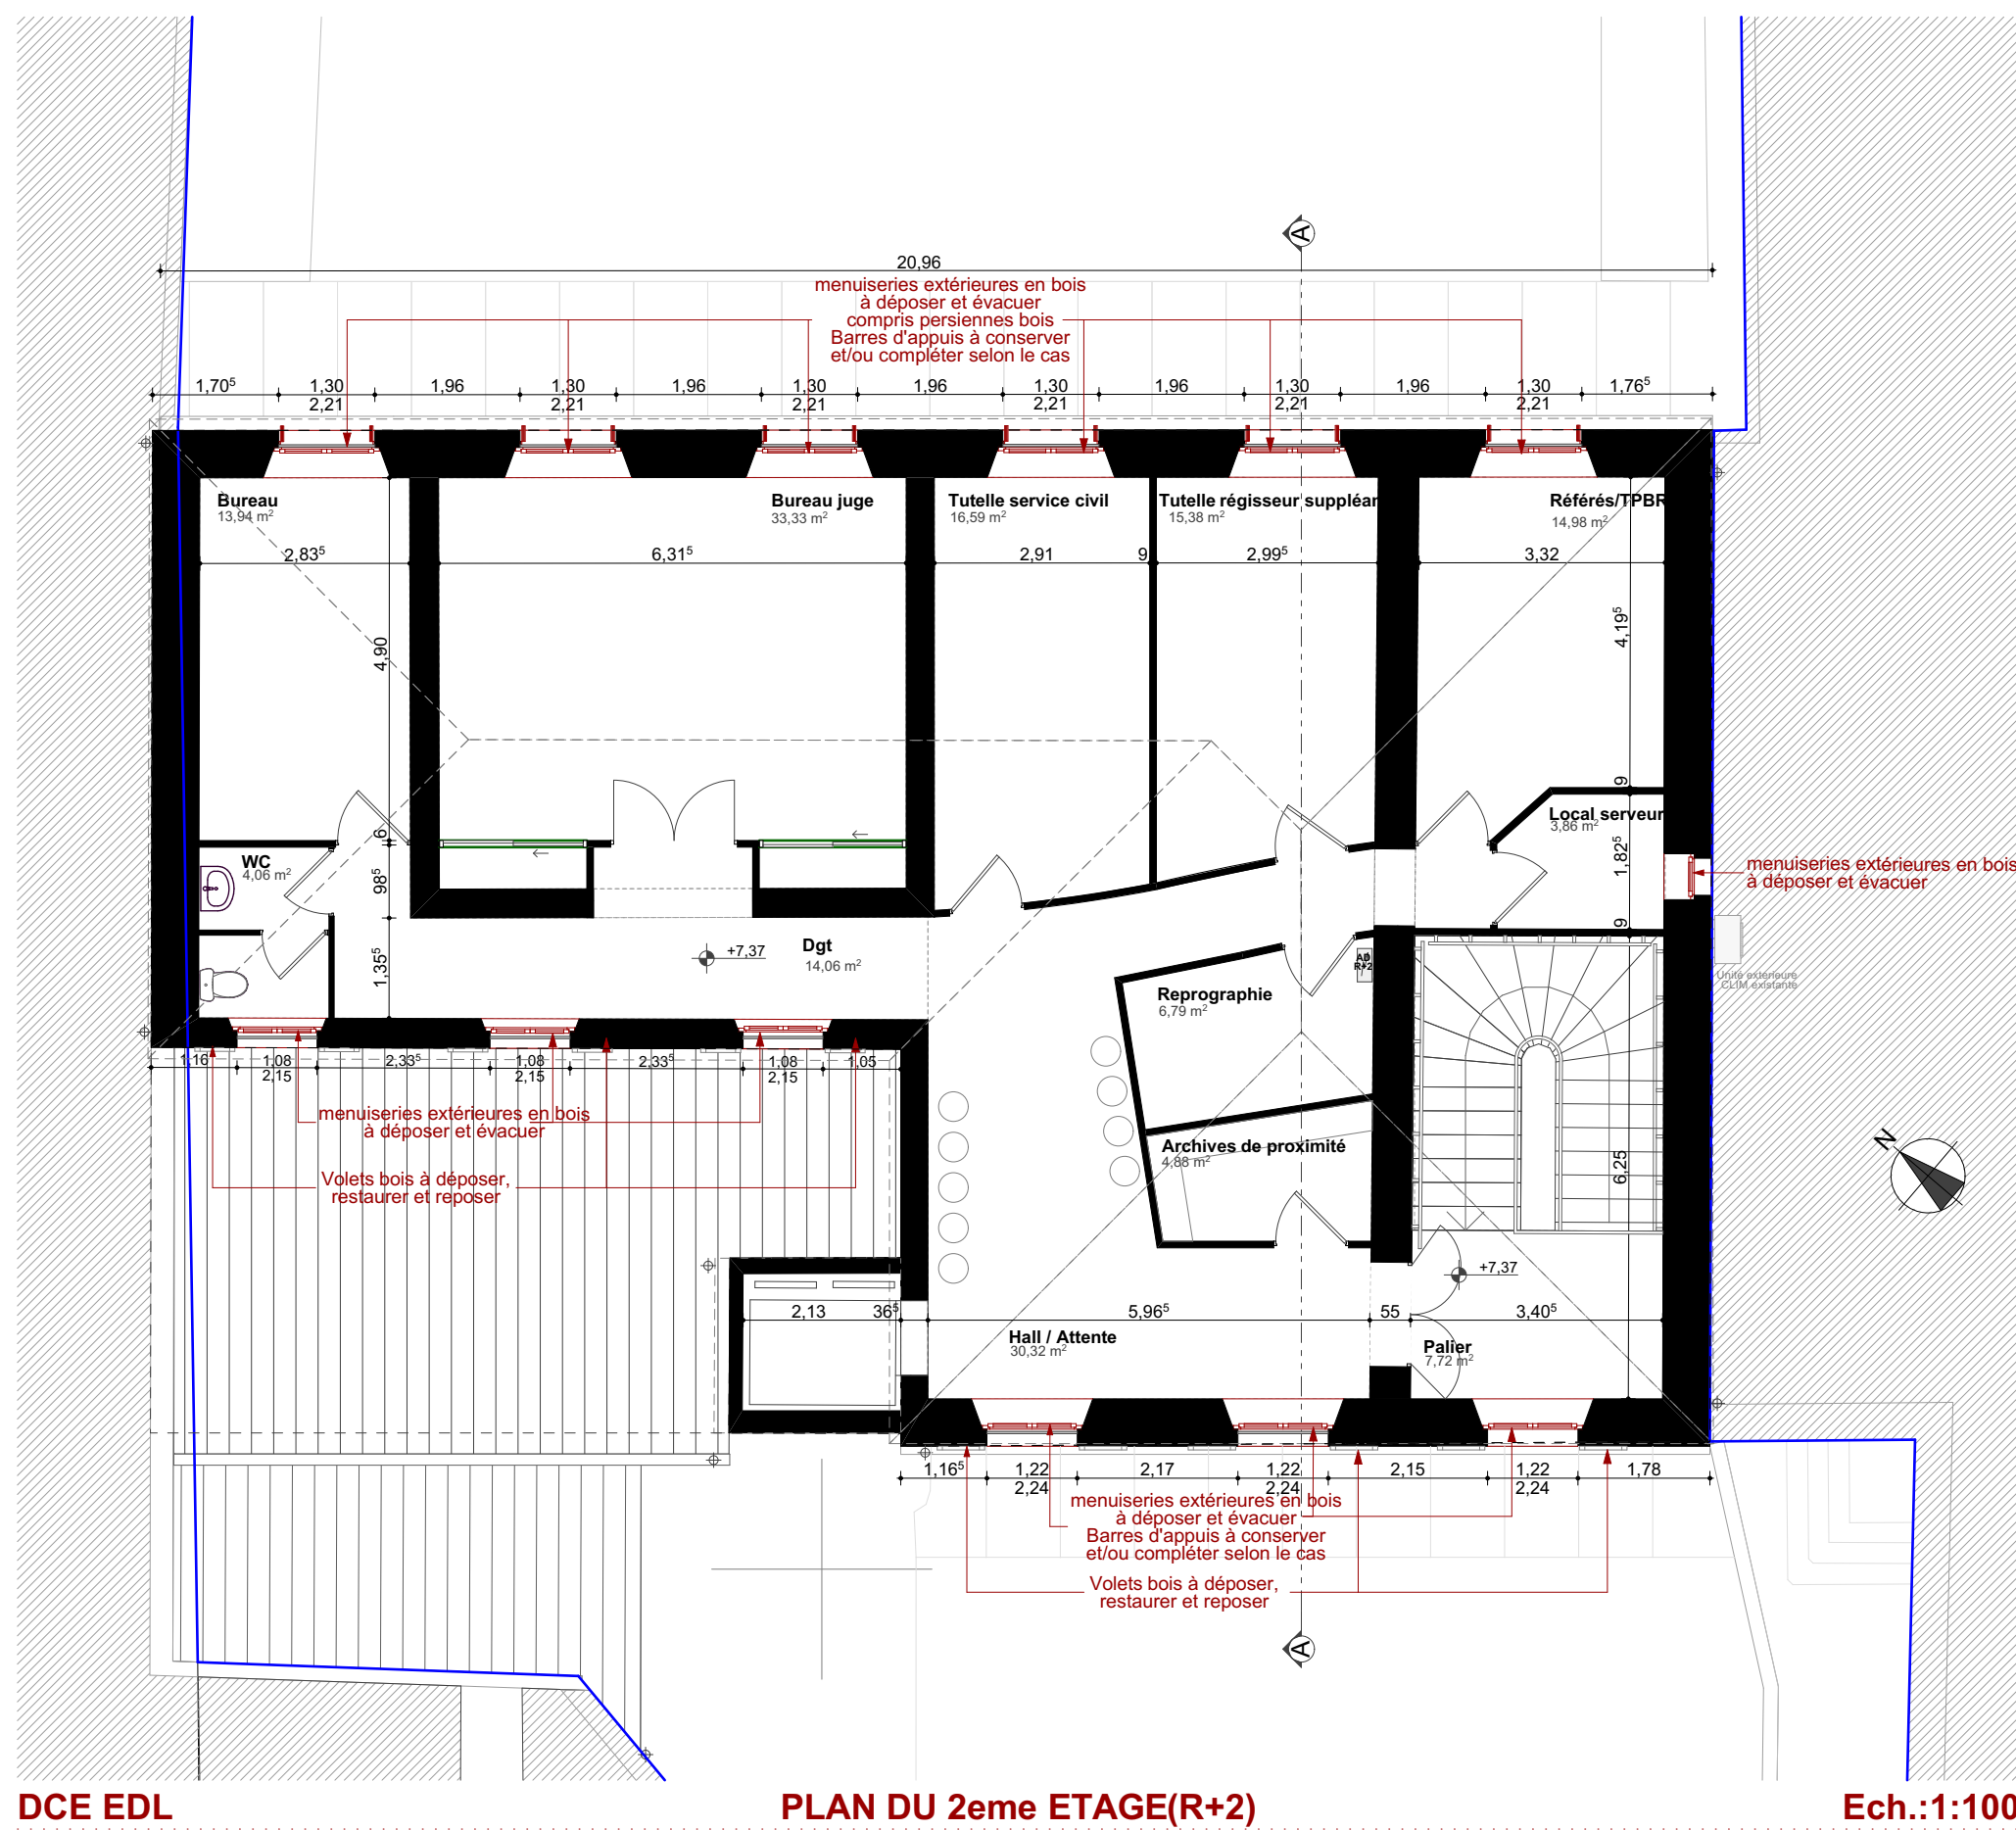 A
20,96
menuiseries extérieures en bois
à déposer et évacuer
compris persiennes bois
Barres d'appuis à conserver
et/ou compléter selon le cas
1,70⁵ 1,30 1,96 1,30 1,96 1,30 1,96 1,30 1,96 1,30 1,96 1,30 1,76⁵
2,21 2,21 2,21 2,21 2,21 2,21
Bureau
13,94 m²
Bureau juge
33,33 m²
Tutelle service civil
16,59 m²
Tutelle régisseur suppléan
15,38 m²
Référés/TPBR
14,98 m²
2,83⁵ 6,31⁵ 2,91 9 2,99⁵ 3,32
4,90
4,19⁵
6
9
Local serveur
3,86 m²
WC
4,06 m²
98⁵
1,82⁵
menuiseries extérieures en bois
à déposer et évacuer
9
Dgt
14,06 m²
+7,37
1,35⁵
AD
R+2
Unité extérieure
CLIM existante
Reprographie
6,79 m²
1,16 1,08 2,33⁵ 1,08 2,33⁵ 1,08 1,05
2,15 2,15 2,15
menuiseries extérieures en bois
à déposer et évacuer
Volets bois à déposer,
restaurer et reposer
Archives de proximité
4,88 m²
6,25
N
+7,37
2,13 36⁵ 5,96⁵ 55 3,40⁵
Hall / Attente
30,32 m²
Palier
7,72 m²
1,16⁵ 1,22 2,17 1,22 2,15 1,22 1,78
2,24 2,24 2,24
menuiseries extérieures en bois
à déposer et évacuer
Barres d'appuis à conserver
et/ou compléter selon le cas
Volets bois à déposer,
restaurer et reposer
A
DCE EDL
PLAN DU 2eme ETAGE(R+2)
Ech.:1:100